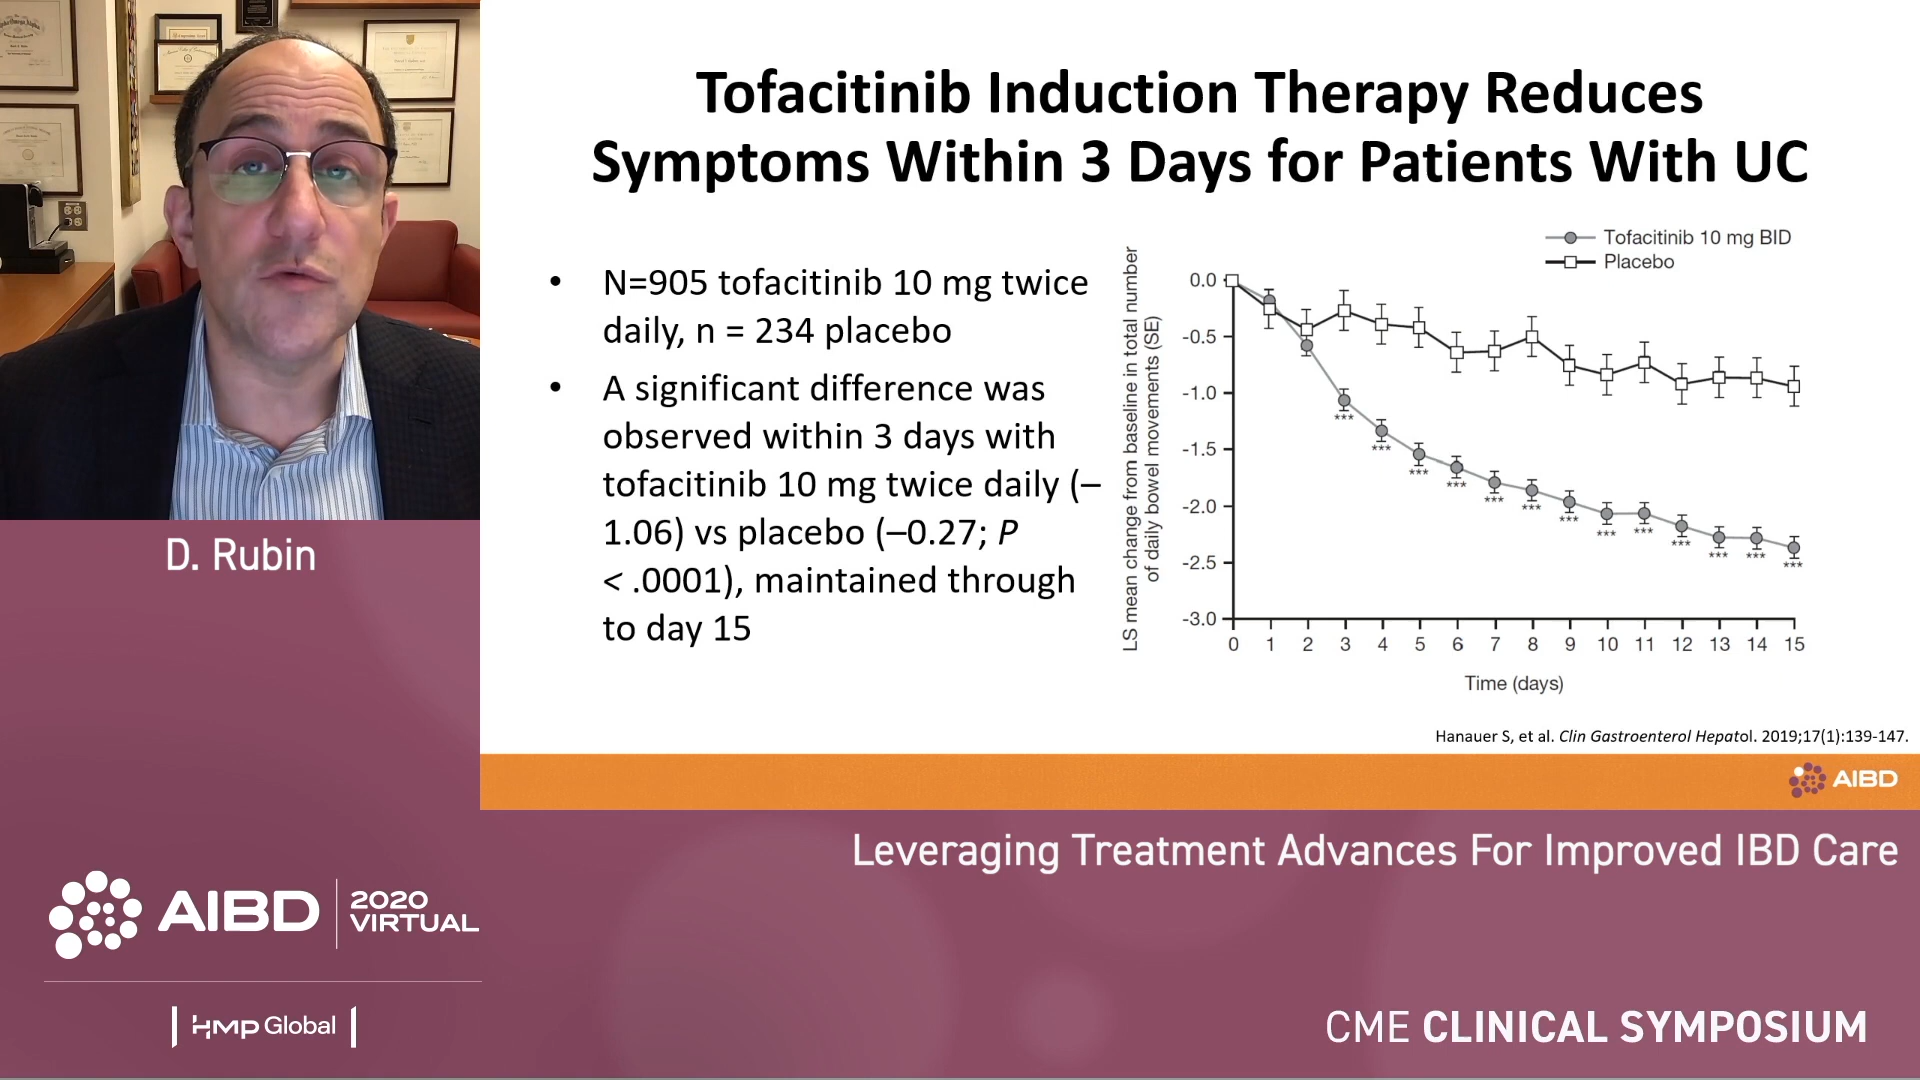 Tofacitinib Induction Therapy Reduces
Symptoms Within 3 Days for Patients With UC
• N=905 tofacitinib 10 mg twice
daily, n = 234 placebo
• A significant difference was
observed within 3 days with
tofacitinib 10 mg twice daily (–
1.06) vs placebo (–0.27; P
< .0001), maintained through
to day 15
Tofacitinib 10 mg BID
Placebo
LS mean change from baseline in total number
of daily bowel movements (SE)
0.0
-0.5
-1.0
-1.5
-2.0
-2.5
-3.0
*** *** *** *** *** *** *** *** *** *** *** *** ***
0 1 2 3 4 5 6 7 8 9 10 11 12 13 14 15
Time (days)
Hanauer S, et al. Clin Gastroenterol Hepatol. 2019;17(1):139-147.
AIBD
D. Rubin
Leveraging Treatment Advances For Improved IBD Care
AIBD
2020
VIRTUAL
HMP Global
CME CLINICAL SYMPOSIUM